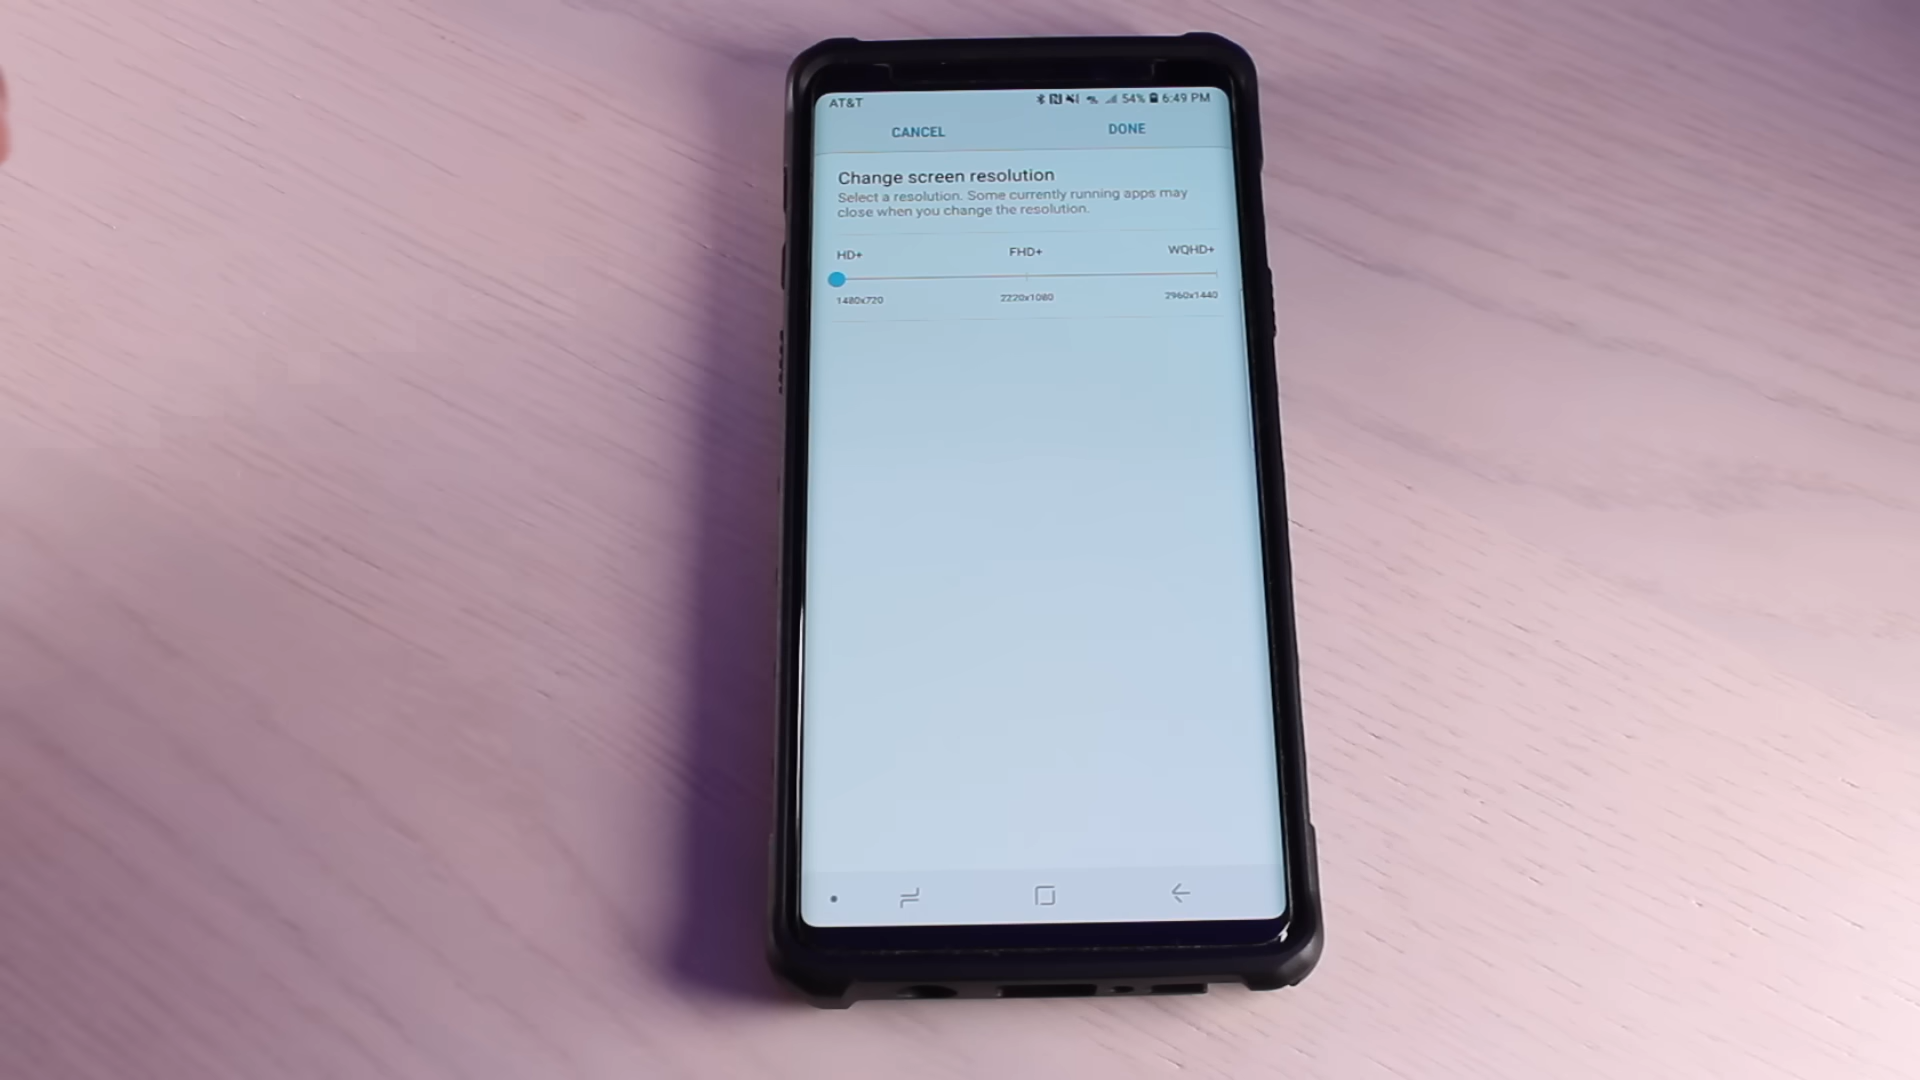 AT&T 54% 6:49 PM
CANCEL DONE
Change screen resolution
Select a resolution. Some currently running apps may
close when you change the resolution.
HD+ FHD+ WQHD+
1480x720 2220x1080 2960x1440